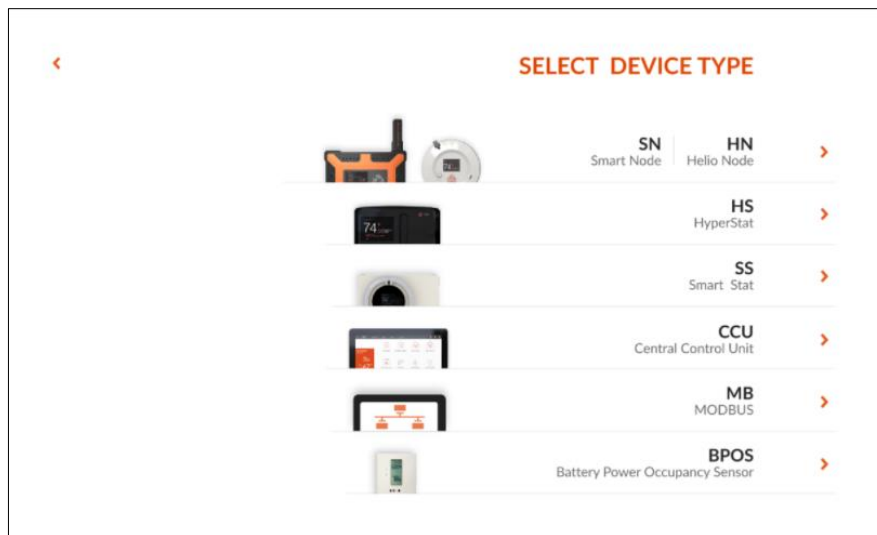 SELECT DEVICE TYPE
SN HN
Smart Node Helio Node
HS
HyperStat
74
SS
Smart Stat
CCU
Central Control Unit
MB
MODBUS
BPOS
Battery Power Occupancy Sensor